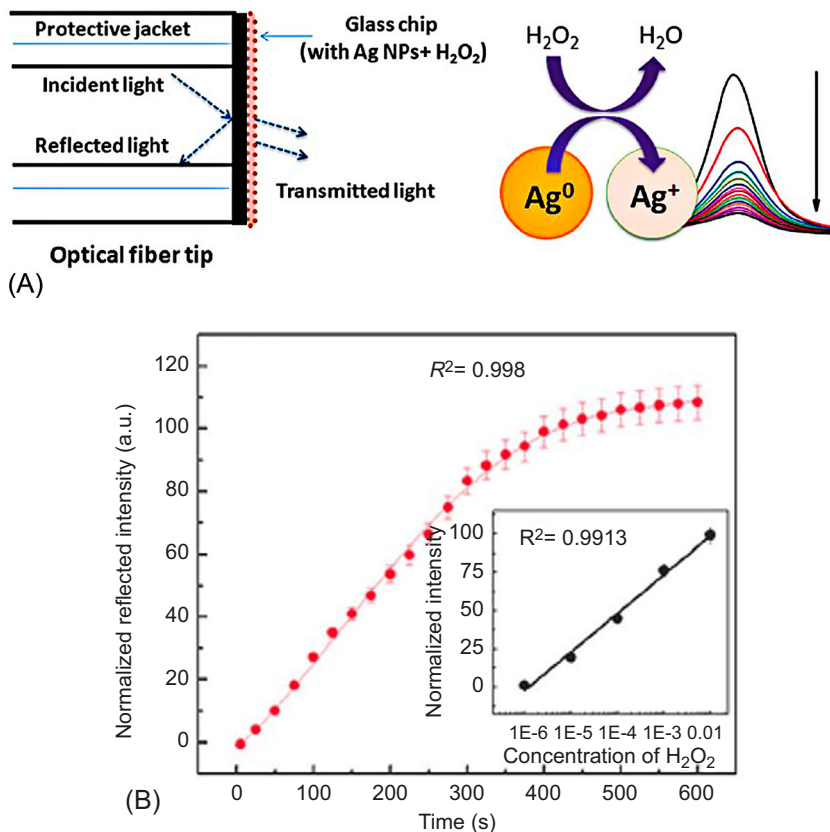 Protective jacket
Incident light
Reflected light
Glass chip
(with Ag NPs+ H₂O₂)
Transmitted light
Optical fiber tip
H₂O₂
H₂O
Ag⁰
Ag⁺
(A)
Normalized reflected intensity (a.u.)
120
100
80
60
40
20
0
R²= 0.998
Normalized intensity
100
75
50
25
0
R²= 0.9913
1E-6
1E-5
1E-4
1E-3
0.01
Concentration of H₂O₂
0
100
200
300
400
500
600
Time (s)
(B)